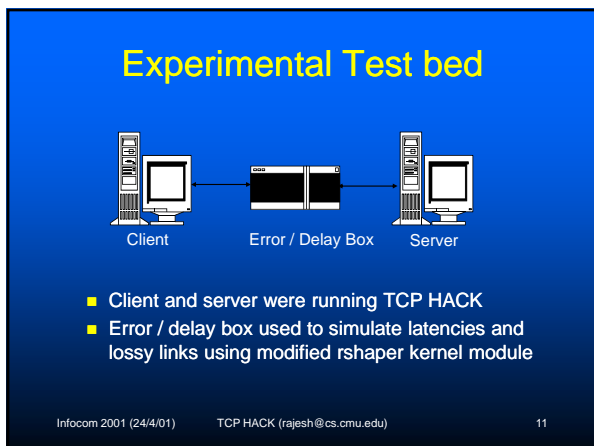 Experimental Test bed
Client
Error / Delay Box
Server
Client and server were running TCP HACK
Error / delay box used to simulate latencies and
lossy links using modified rshaper kernel module
Infocom 2001 (24/4/01)
TCP HACK (rajesh@cs.cmu.edu)
11